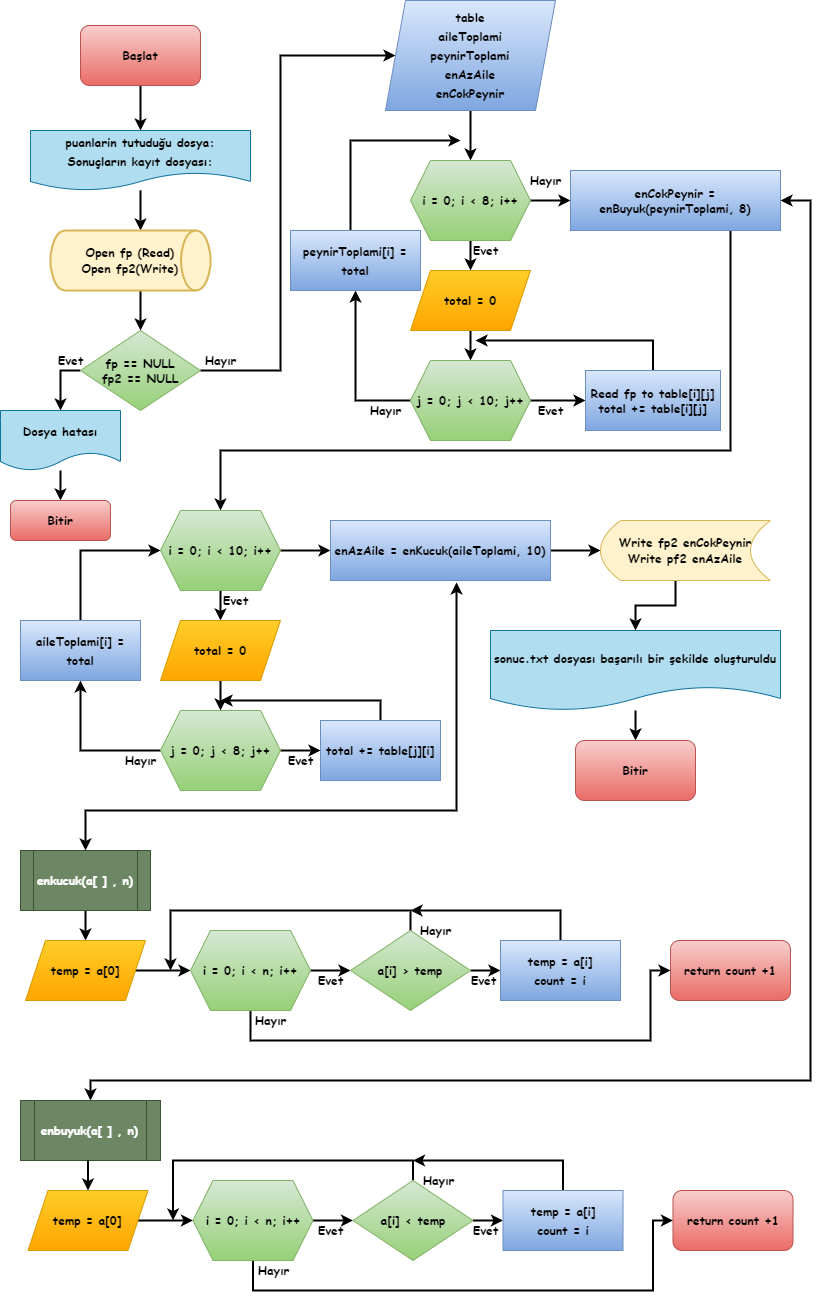 Başlat
puanlarin tutuduğu dosya:
Sonuçların kayıt dosyası:
Open fp (Read)
Open fp2(Write)
fp == NULL
fp2 == NULL
Evet
Hayır
Dosya hatası
Bitir
table
aileToplami
peynirToplami
enAzAile
enCokPeynir
i = 0; i < 8; i++
Hayır
Evet
enCokPeynir =
enBuyuk(peynirToplami, 8)
peynirToplami[i] =
total
total = 0
j = 0; j < 10; j++
Hayır
Evet
Read fp to table[i][j]
total += table[i][j]
i = 0; i < 10; i++
Evet
enAzAile = enKucuk(aileToplami, 10)
Write fp2 enCokPeynir
Write pf2 enAzAile
aileToplami[i] =
total
total = 0
sonuc.txt dosyası başarılı bir şekilde oluşturuldu
j = 0; j < 8; j++
Hayır
Evet
total += table[j][i]
Bitir
enkucuk(a[ ] , n)
temp = a[0]
i = 0; i < n; i++
Evet
Hayır
a[i] > temp
Hayır
Evet
temp = a[i]
count = i
return count +1
enbuyuk(a[ ] , n)
temp = a[0]
i = 0; i < n; i++
Evet
Hayır
a[i] < temp
Hayır
Evet
temp = a[i]
count = i
return count +1